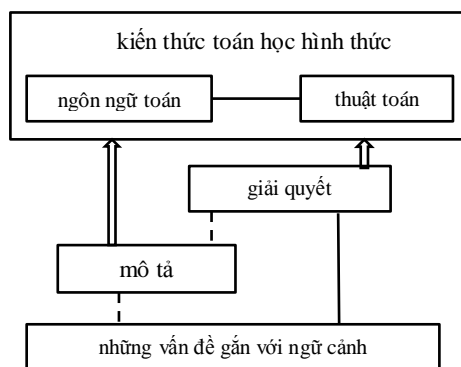 kiến thức toán học hình thức
ngôn ngữ toán
thuật toán
giải quyết
mô tả
những vấn đề gắn với ngữ cảnh